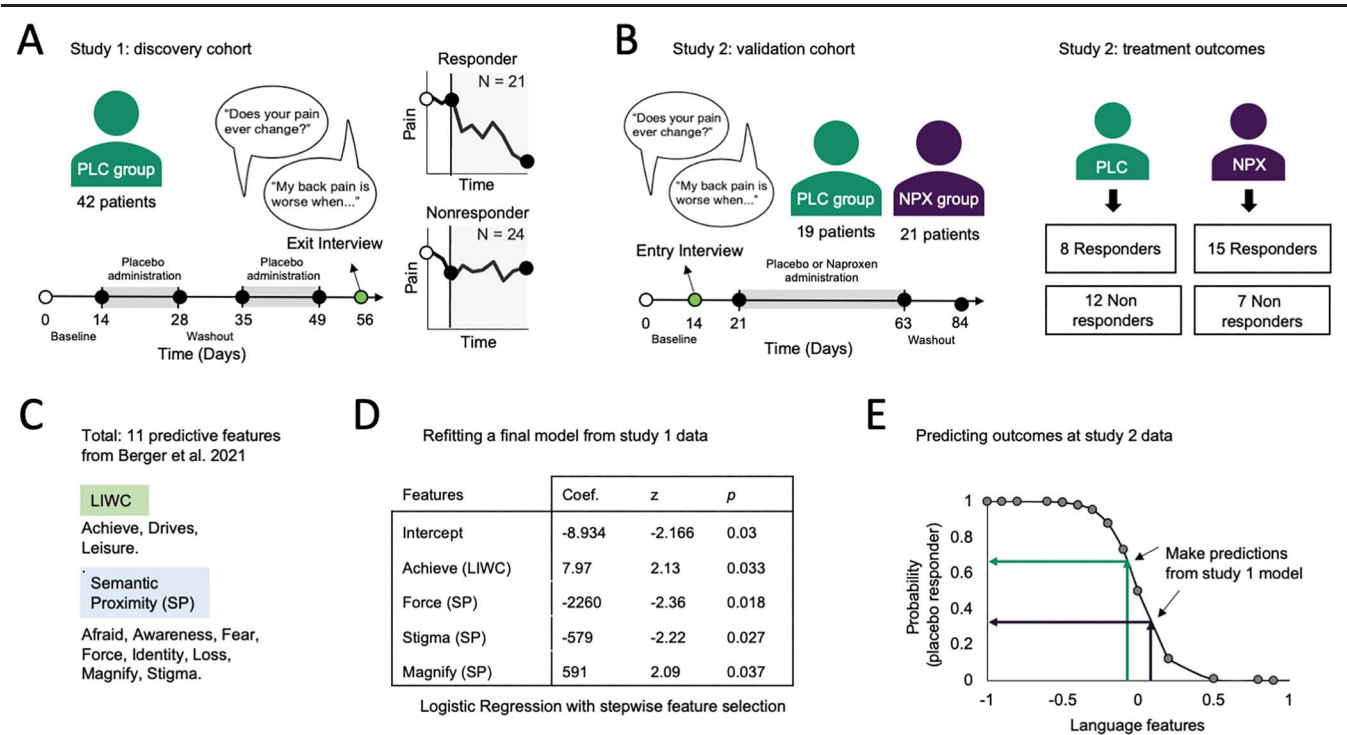 A
Study 1: discovery cohort
PLC group
42 patients
"Does your pain
ever change?"
"My back pain is
worse when..."
Exit Interview
Placebo
administration
Placebo
administration
0
14
28
35
49
56
Baseline
Washout
Time (Days)
Responder
N = 21
Pain
Time
Nonresponder
N = 24
Pain
Time
B
Study 2: validation cohort
"Does your pain
ever change?"
"My back pain is
worse when..."
PLC group
19 patients
NPX group
21 patients
Entry Interview
Placebo or Naproxen
administration
0
14
21
63
84
Baseline
Washout
Time (Days)
Study 2: treatment outcomes
PLC
NPX
8 Responders
15 Responders
12 Non
responders
7 Non
responders
C
Total: 11 predictive features
from Berger et al. 2021
LIWC
Achieve, Drives,
Leisure.
Semantic
Proximity (SP)
Afraid, Awareness, Fear,
Force, Identity, Loss,
Magnify, Stigma.
D
Refitting a final model from study 1 data
Features Coef. z p
Intercept -8.934 -2.166 0.03
Achieve (LIWC) 7.97 2.13 0.033
Force (SP) -2260 -2.36 0.018
Stigma (SP) -579 -2.22 0.027
Magnify (SP) 591 2.09 0.037
Logistic Regression with stepwise feature selection
E
Predicting outcomes at study 2 data
Probability
(placebo responder)
1
0.8
0.6
0.4
0.2
0
-1
-0.5
0
0.5
1
Language features
Make predictions
from study 1 model